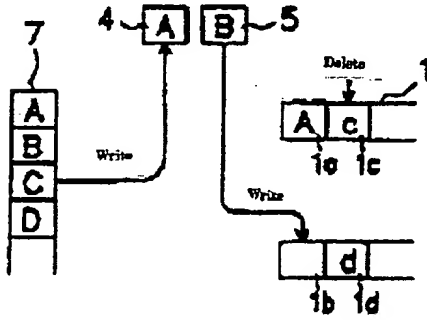 7
4 A B 5
Delete
1
A
B
C
D
Write
A c
1a 1c
Write
d
1b 1d